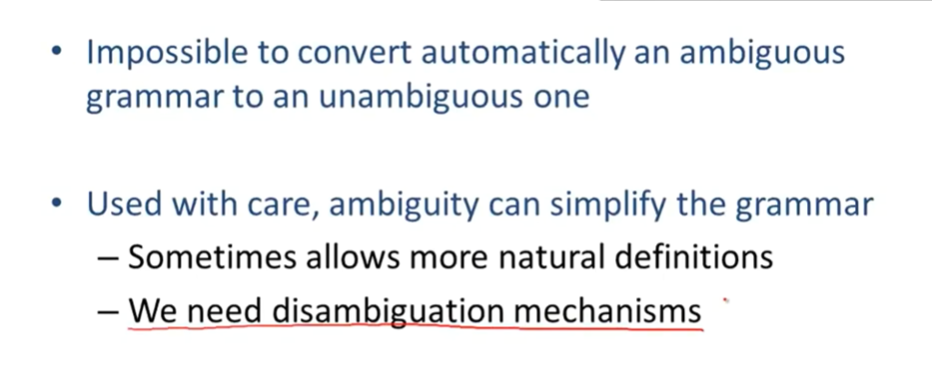 • Impossible to convert automatically an ambiguous
grammar to an unambiguous one
• Used with care, ambiguity can simplify the grammar
– Sometimes allows more natural definitions
– We need disambiguation mechanisms